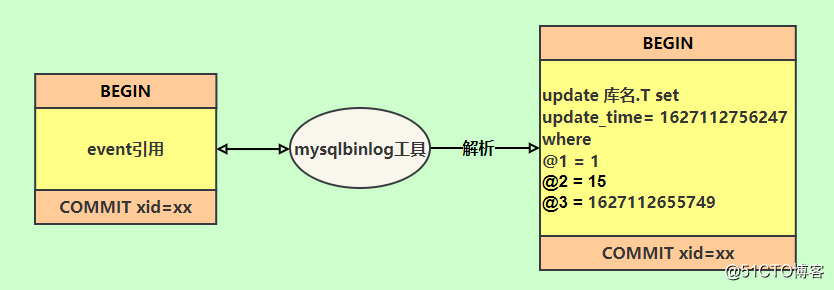 BEGIN
event引用
COMMIT xid=xx
mysqlbinlog工具
解析
BEGIN
update 库名.T set
update_time= 1627112756247
where
@1 = 1
@2 = 15
@3 = 1627112655749
COMMIT xid=xx
@51CTO博客